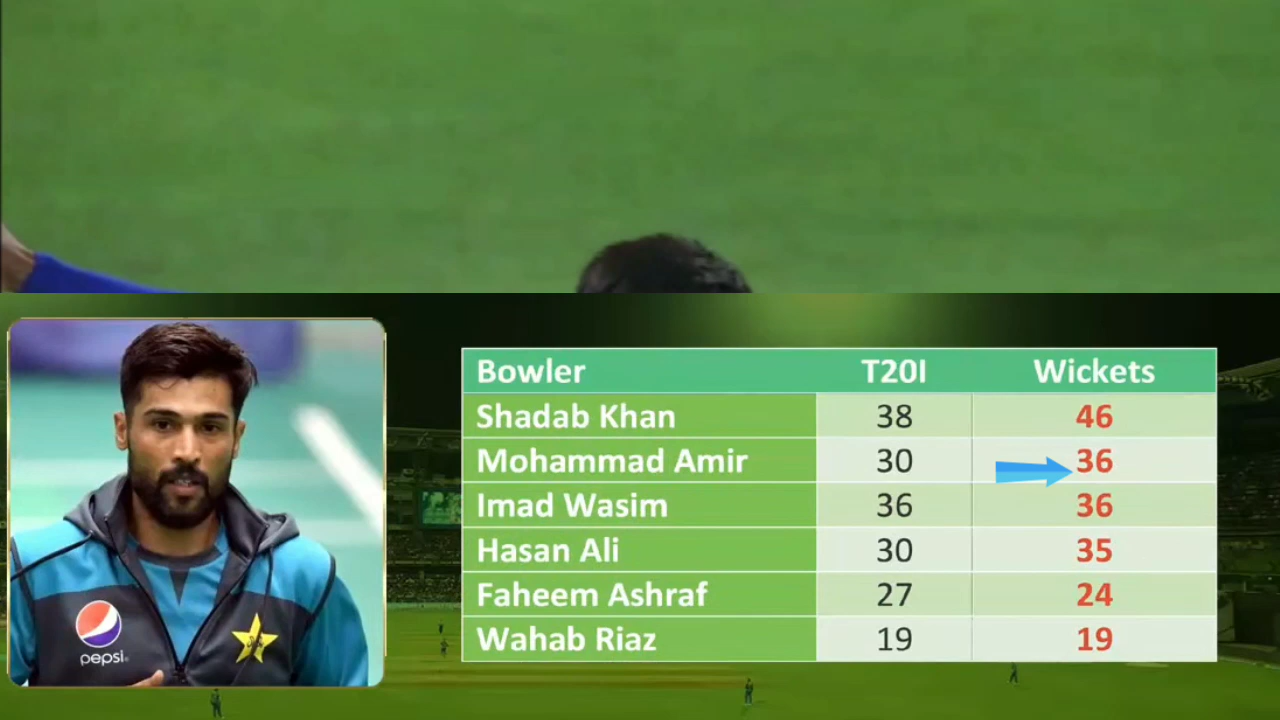 Bowler T20I Wickets
Shadab Khan 38 46
Mohammad Amir 30 36
Imad Wasim 36 36
Hasan Ali 30 35
Faheem Ashraf 27 24
Wahab Riaz 19 19
pepsi